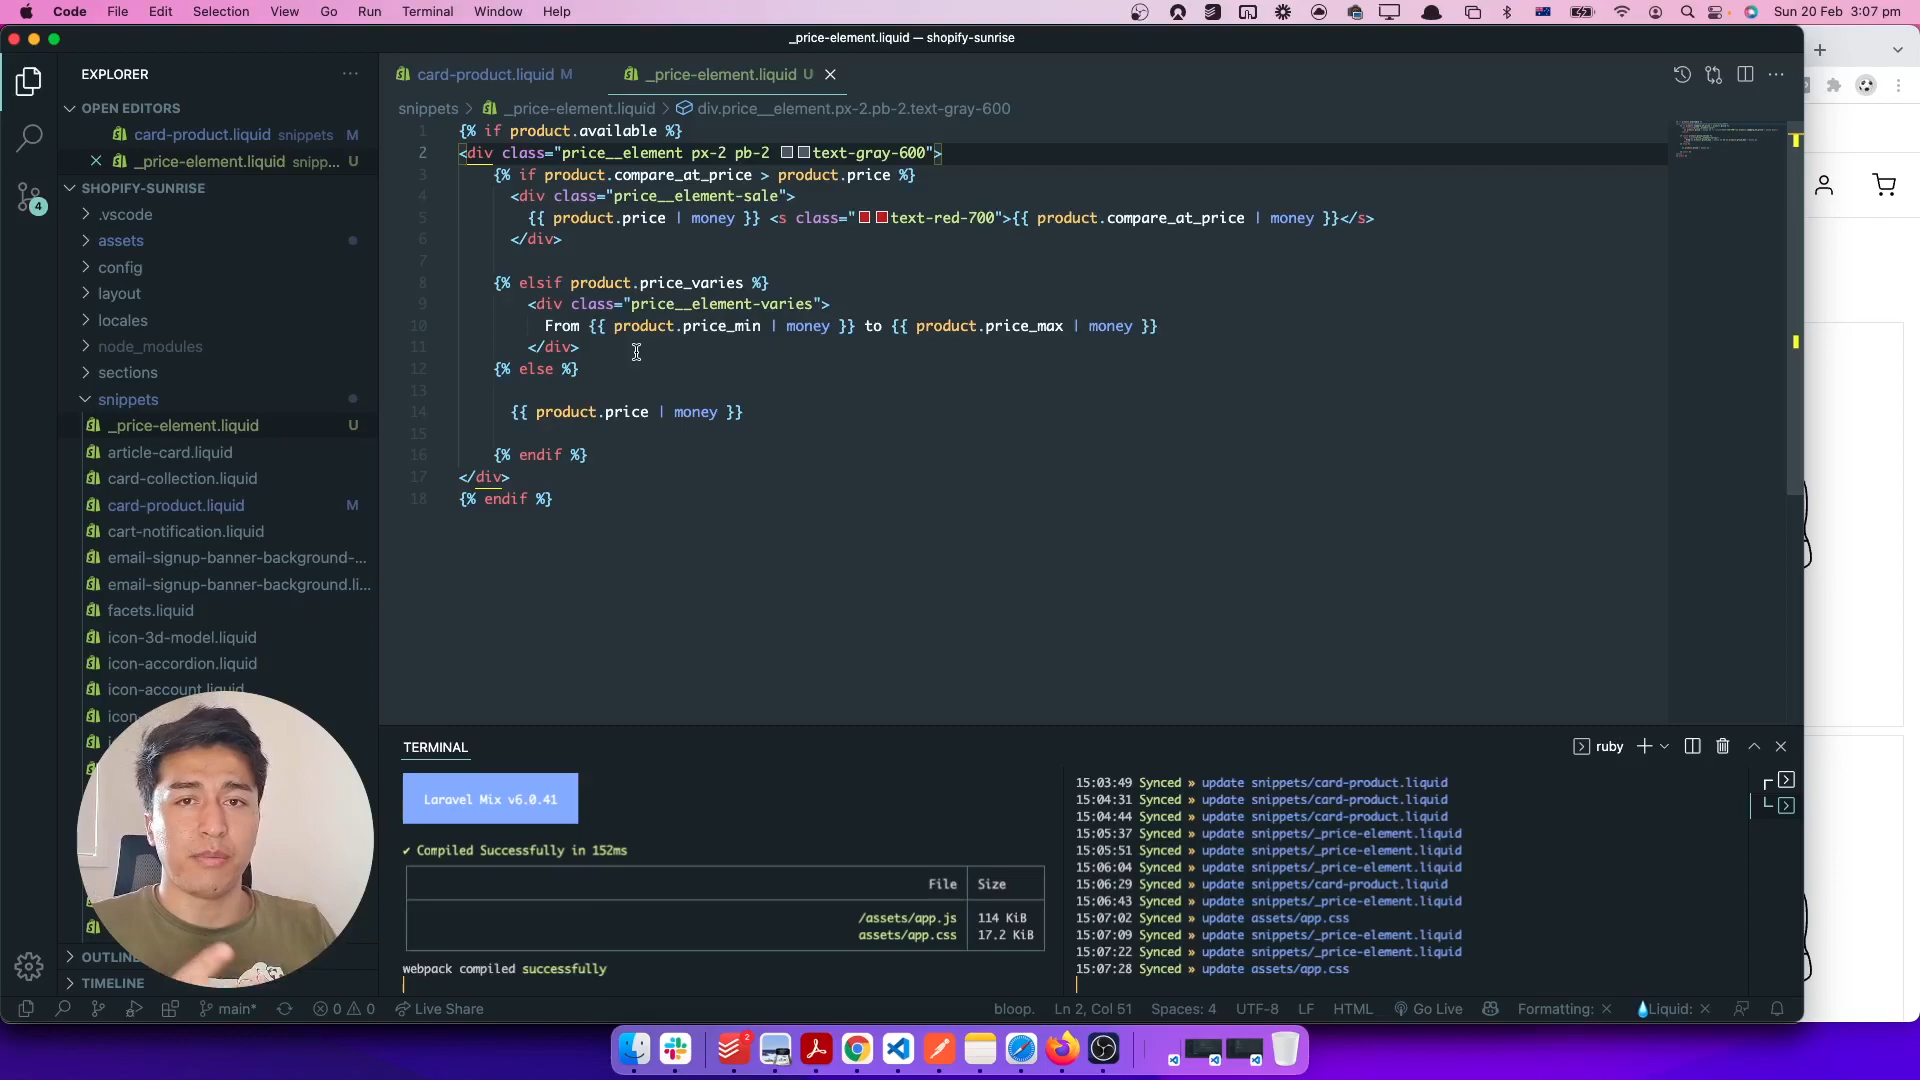 Code File Edit Selection View Go Run Terminal Window Help
Sun 20 Feb 3:07 pm
_price-element.liquid — shopify-sunrise
EXPLORER
OPEN EDITORS
card-product.liquid snippets M
_price-element.liquid snipp... U
SHOPIFY-SUNRISE
.vscode
assets
config
layout
locales
node_modules
sections
snippets
_price-element.liquid U
article-card.liquid
card-collection.liquid
card-product.liquid M
cart-notification.liquid
email-signup-banner-background-...
email-signup-banner-background.li...
facets.liquid
icon-3d-model.liquid
icon-accordion.liquid
icon-account.liquid
icon-
OUTLINE
TIMELINE
4
card-product.liquid M
_price-element.liquid U
snippets > _price-element.liquid > div.price__element.px-2.pb-2.text-gray-600
1 {% if product.available %}
2 <div class="price__element px-2 pb-2 text-gray-600">
3 {% if product.compare_at_price > product.price %}
4 <div class="price__element-sale">
5 {{ product.price | money }} <s class="text-red-700">{{ product.compare_at_price | money }}</s>
6 </div>
7
8 {% elsif product.price_varies %}
9 <div class="price__element-varies">
10 From {{ product.price_min | money }} to {{ product.price_max | money }}
11 </div>
12 {% else %}
13
14 {{ product.price | money }}
15
16 {% endif %}
17 </div>
18 {% endif %}
TERMINAL
ruby
Laravel Mix v6.0.41
✔ Compiled Successfully in 152ms
File Size
/assets/app.js 114 KiB
assets/app.css 17.2 KiB
webpack compiled successfully
15:03:49 Synced » update snippets/card-product.liquid
15:04:31 Synced » update snippets/card-product.liquid
15:04:44 Synced » update snippets/card-product.liquid
15:05:37 Synced » update snippets/_price-element.liquid
15:05:51 Synced » update snippets/_price-element.liquid
15:06:04 Synced » update snippets/_price-element.liquid
15:06:29 Synced » update snippets/card-product.liquid
15:06:43 Synced » update snippets/_price-element.liquid
15:07:02 Synced » update assets/app.css
15:07:09 Synced » update snippets/_price-element.liquid
15:07:22 Synced » update snippets/_price-element.liquid
15:07:28 Synced » update assets/app.css
main* 0 0 Live Share
bloop. Ln 2, Col 51 Spaces: 4 UTF-8 LF HTML Go Live Formatting: × Liquid: ×
2